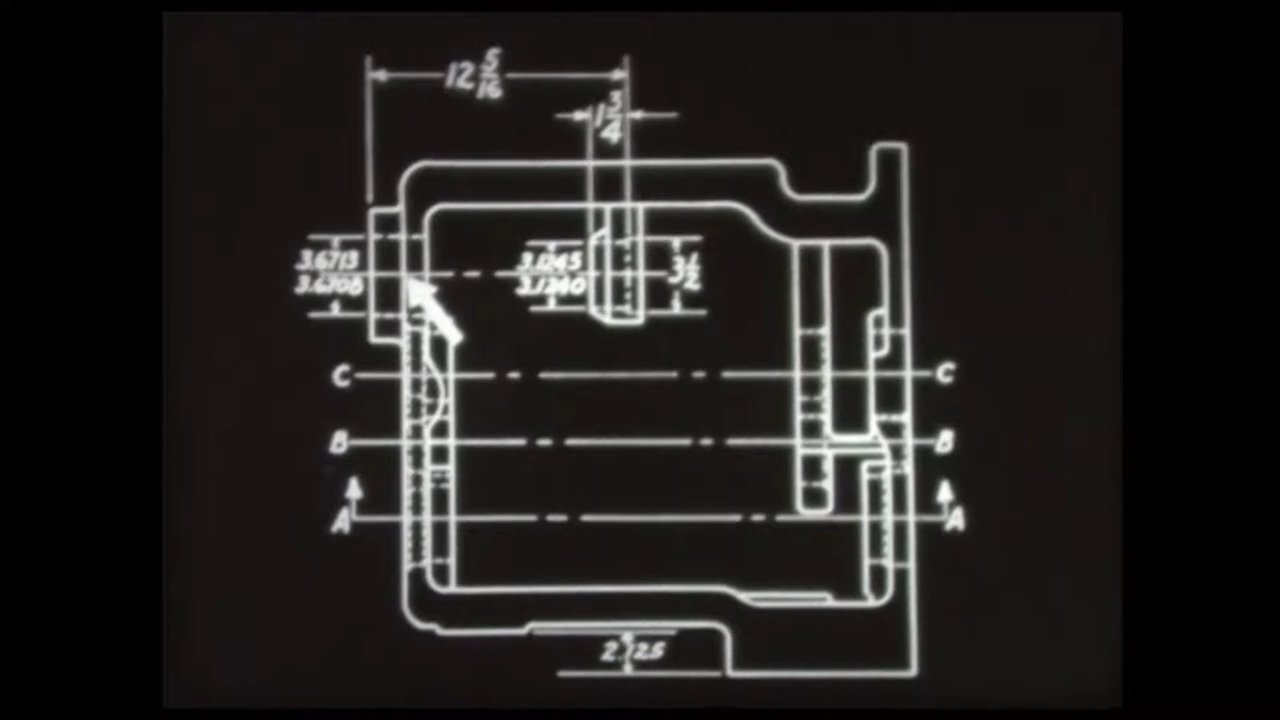 12 5/16
1 3/4
3.6713
3.6708
3.1245
3.1240
3 1/2
C C
B B
A A
2.125